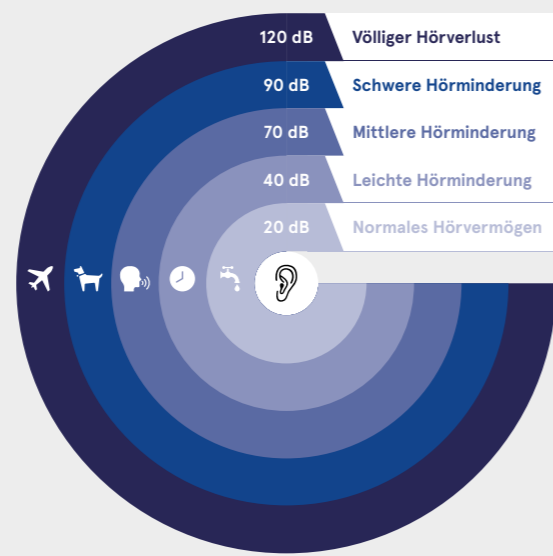 120 dB Völliger Hörverlust
90 dB Schwere Hörminderung
70 dB Mittlere Hörminderung
40 dB Leichte Hörminderung
20 dB Normales Hörvermögen